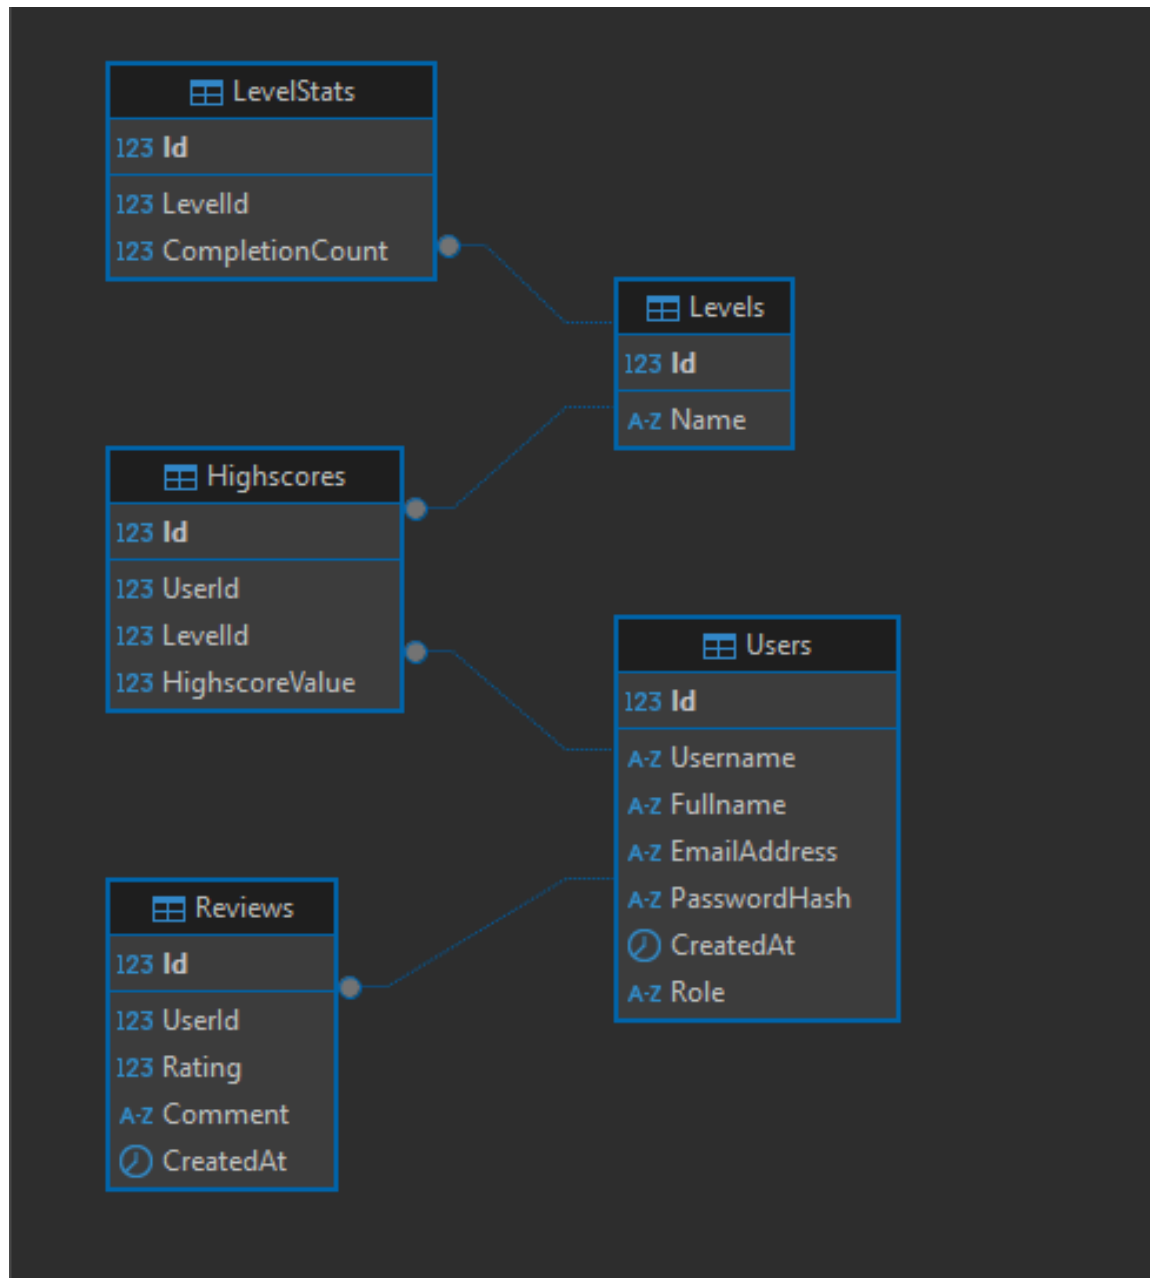 LevelStats
123 Id
123 LevelId
123 CompletionCount
Levels
123 Id
A-Z Name
Highscores
123 Id
123 UserId
123 LevelId
123 HighscoreValue
Users
123 Id
A-Z Username
A-Z Fullname
A-Z EmailAddress
A-Z PasswordHash
CreatedAt
A-Z Role
Reviews
123 Id
123 UserId
123 Rating
A-Z Comment
CreatedAt